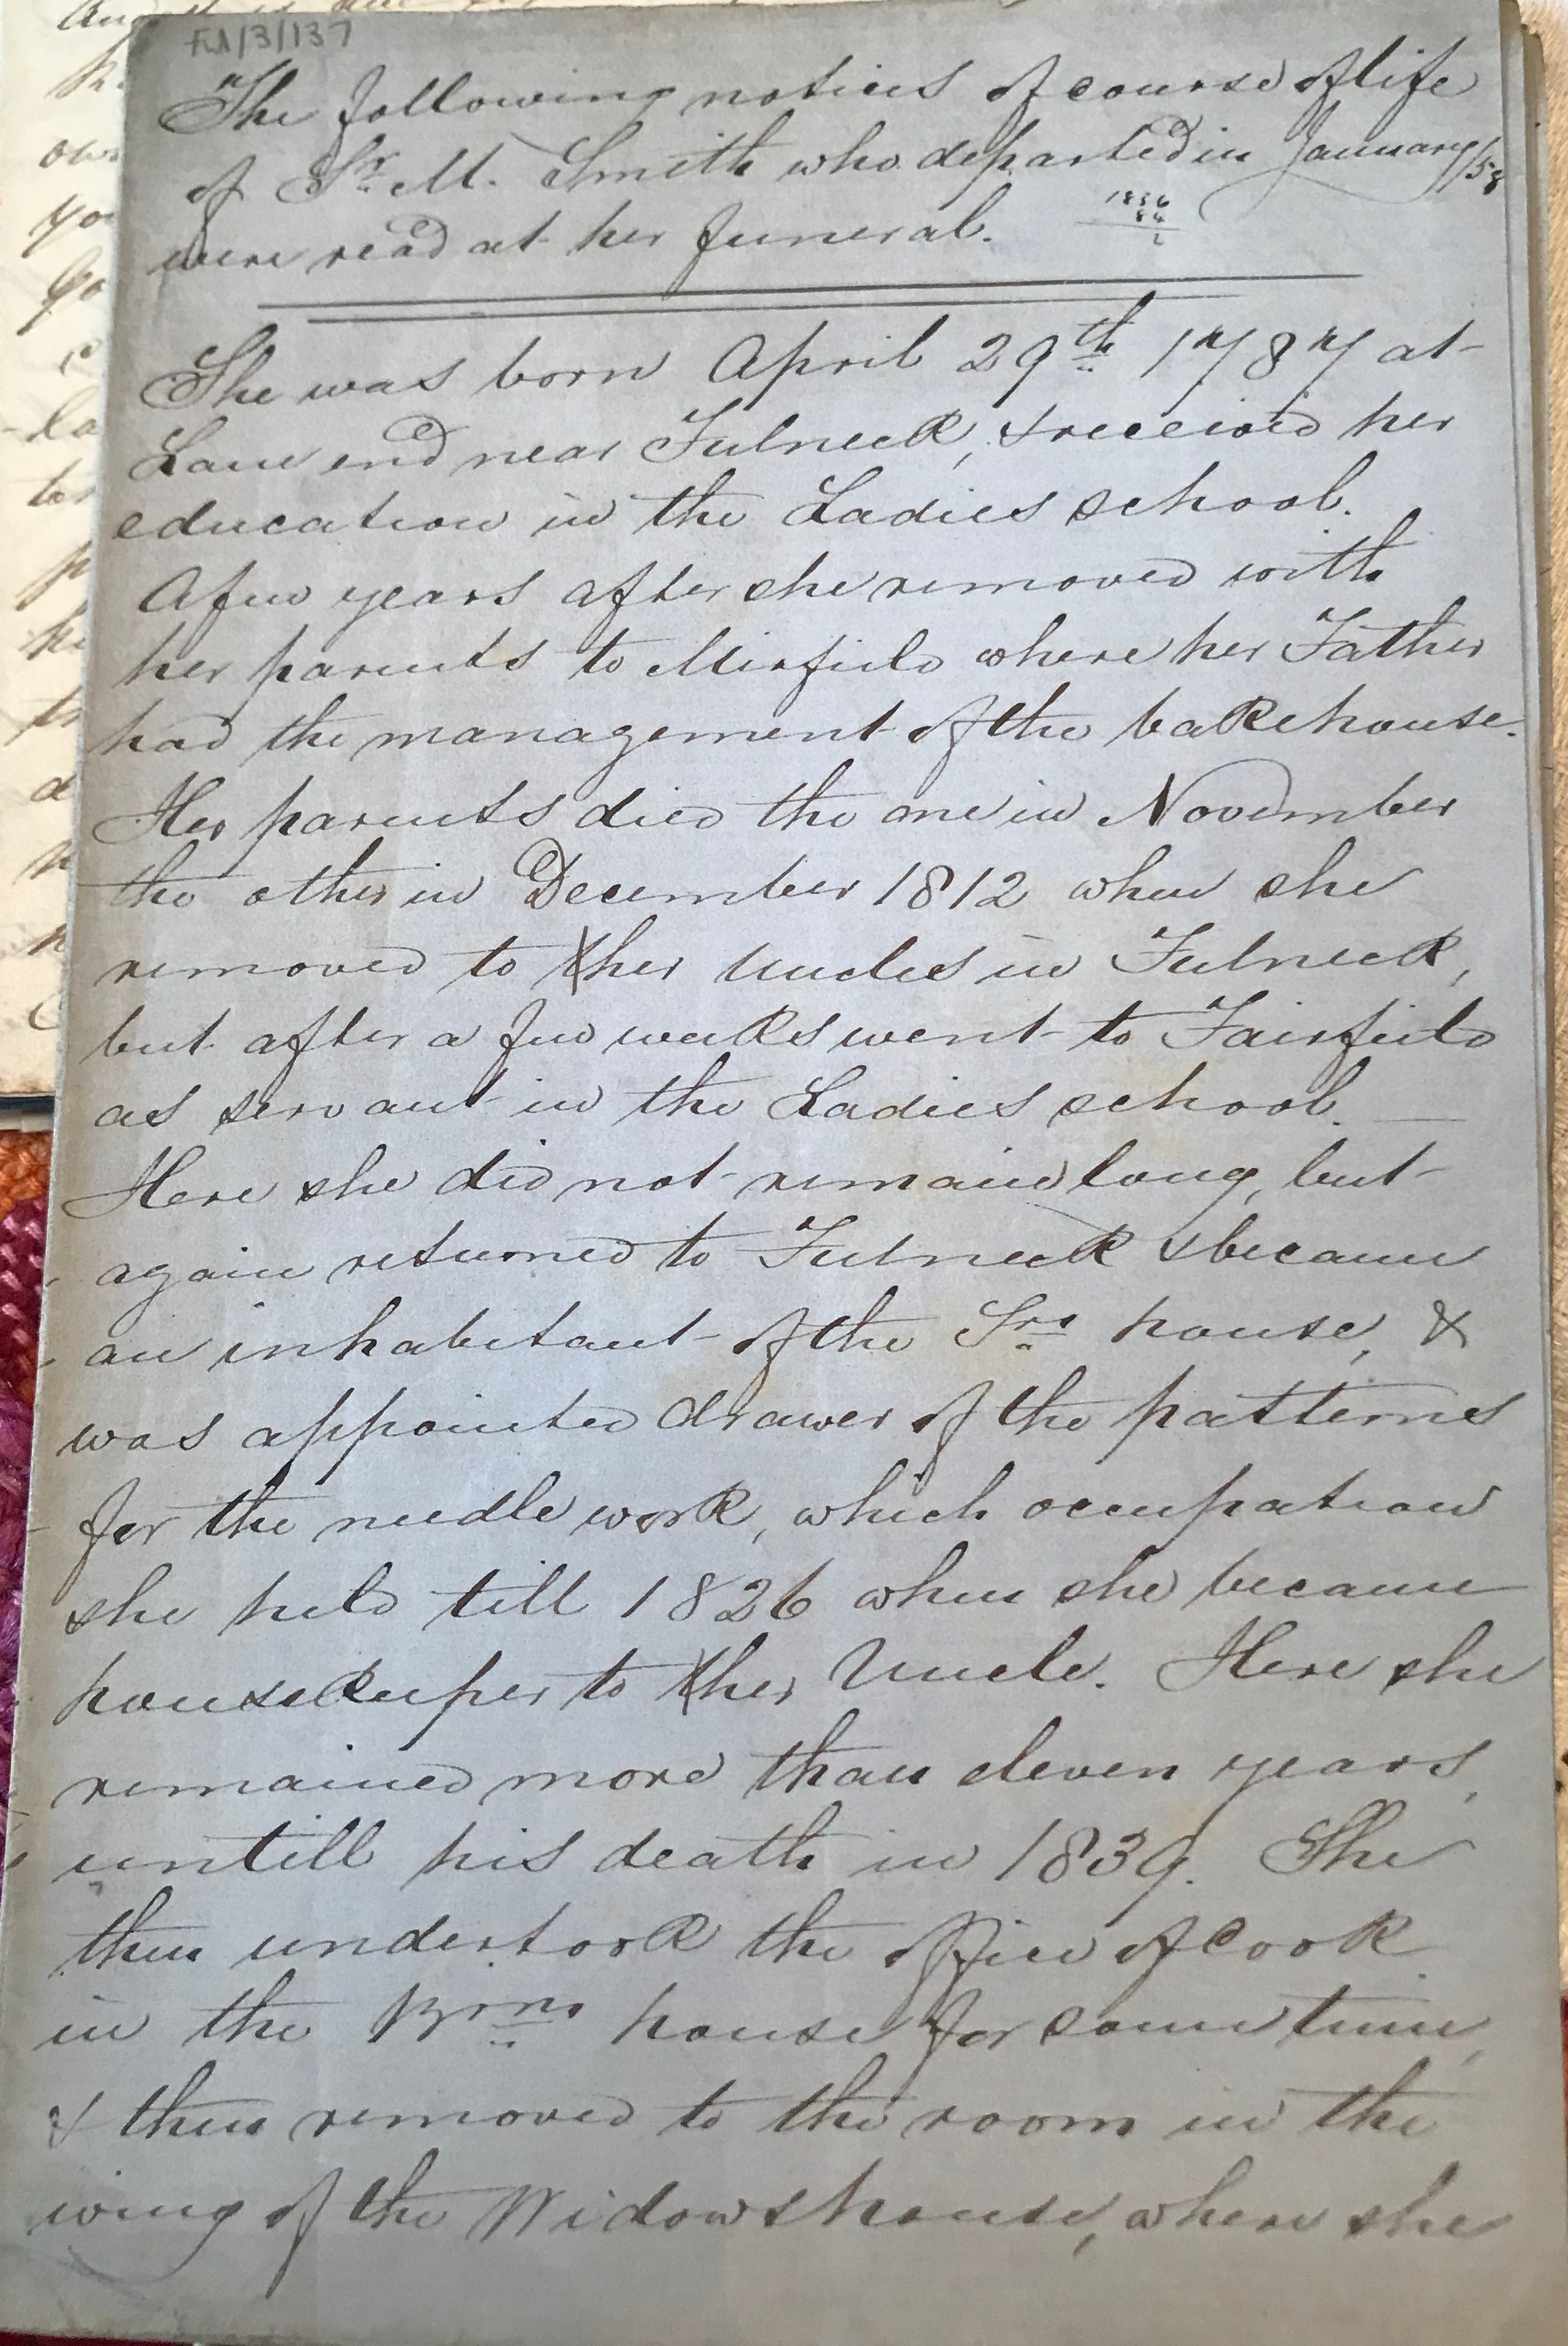 FU/3/137
The following notices of course of life
of Sr. M. Smith who departed in January /58
were read at her funeral.
1856
84
She was born April 29th 1787 at
Lane end near Fulneck, & received her
education in the Ladies school.
A few years after she removed with
her parents to Mirfield where her Father
had the management of the bakehouse.
Her parents died the one in November
the other in December 1812 when she
removed to her Uncles in Fulneck,
but after a few weeks went to Fairfield
as servant in the Ladies school.
Here she did not remain long, but
again returned to Fulneck & became
an inhabitant of the Srs house, &
was appointed drawer of the patterns
for the needle work, which occupation
she held till 1826 when she became
housekeeper to her Uncle. Here she
remained more than eleven years,
untill his death in 1839. She
then undertook the office of cook
in the Brns house for some time,
& then removed to the room in the
wing of the Widows house, where she